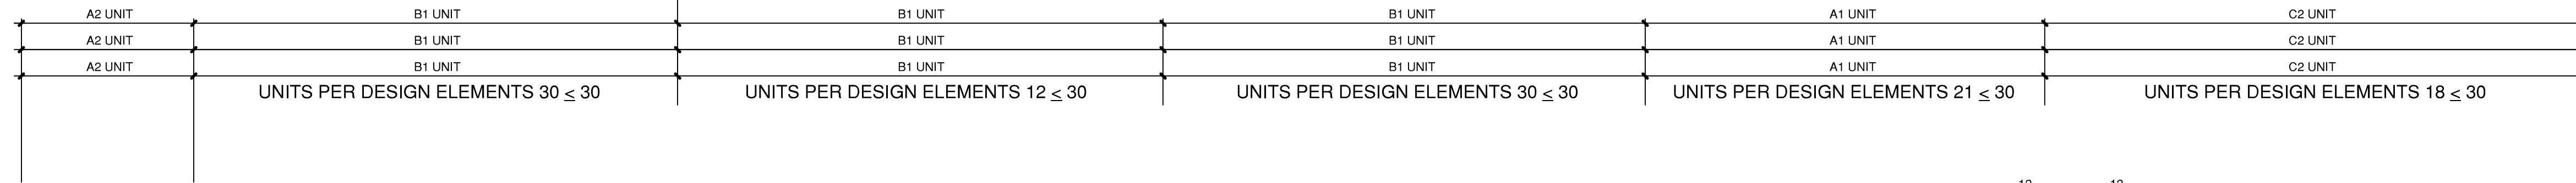 A2 UNIT B1 UNIT B1 UNIT B1 UNIT A1 UNIT C2 UNIT
A2 UNIT B1 UNIT B1 UNIT B1 UNIT A1 UNIT C2 UNIT
A2 UNIT B1 UNIT B1 UNIT B1 UNIT A1 UNIT C2 UNIT
UNITS PER DESIGN ELEMENTS 30 ≤ 30 UNITS PER DESIGN ELEMENTS 12 ≤ 30 UNITS PER DESIGN ELEMENTS 30 ≤ 30 UNITS PER DESIGN ELEMENTS 21 ≤ 30 UNITS PER DESIGN ELEMENTS 18 ≤ 30